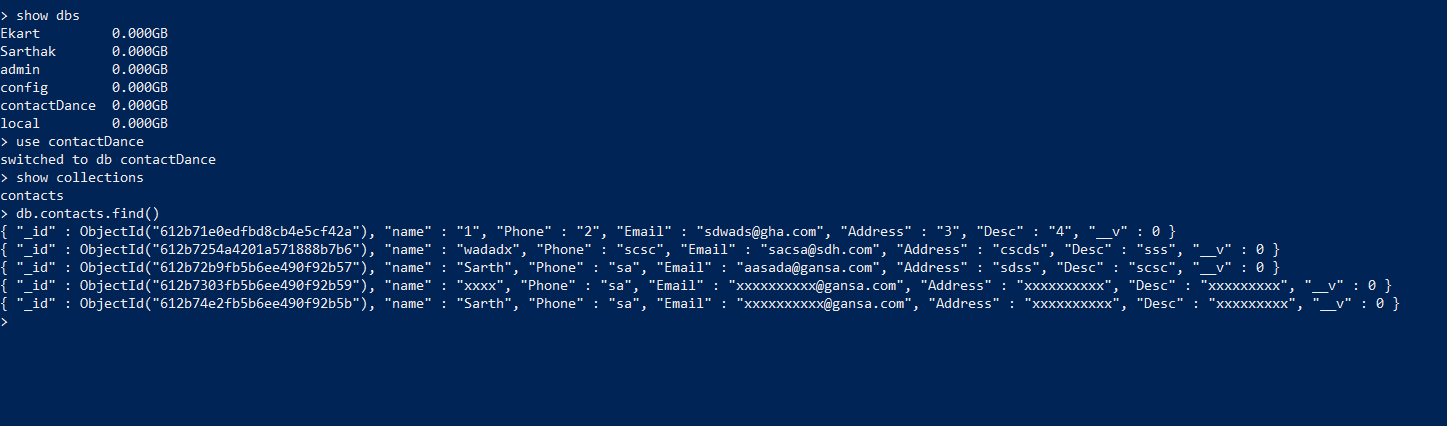 > show dbs
Ekart         0.000GB
Sarthak       0.000GB
admin         0.000GB
config        0.000GB
contactDance  0.000GB
local         0.000GB
> use contactDance
switched to db contactDance
> show collections
contacts
> db.contacts.find()
{ "_id" : ObjectId("612b71e0edfbd8cb4e5cf42a"), "name" : "1", "Phone" : "2", "Email" : "sdwads@gha.com", "Address" : "3", "Desc" : "4", "__v" : 0 }
{ "_id" : ObjectId("612b7254a4201a571888b7b6"), "name" : "wadadx", "Phone" : "scsc", "Email" : "sacsa@sdh.com", "Address" : "cscds", "Desc" : "sss", "__v" : 0 }
{ "_id" : ObjectId("612b72b9fb5b6ee490f92b57"), "name" : "Sarth", "Phone" : "sa", "Email" : "aasada@gansa.com", "Address" : "sdss", "Desc" : "scsc", "__v" : 0 }
{ "_id" : ObjectId("612b7303fb5b6ee490f92b59"), "name" : "xxxx", "Phone" : "sa", "Email" : "xxxxxxxxxx@gansa.com", "Address" : "xxxxxxxxxx", "Desc" : "xxxxxxxxx", "__v" : 0 }
{ "_id" : ObjectId("612b74e2fb5b6ee490f92b5b"), "name" : "Sarth", "Phone" : "sa", "Email" : "xxxxxxxxxx@gansa.com", "Address" : "xxxxxxxxxx", "Desc" : "xxxxxxxxx", "__v" : 0 }
>